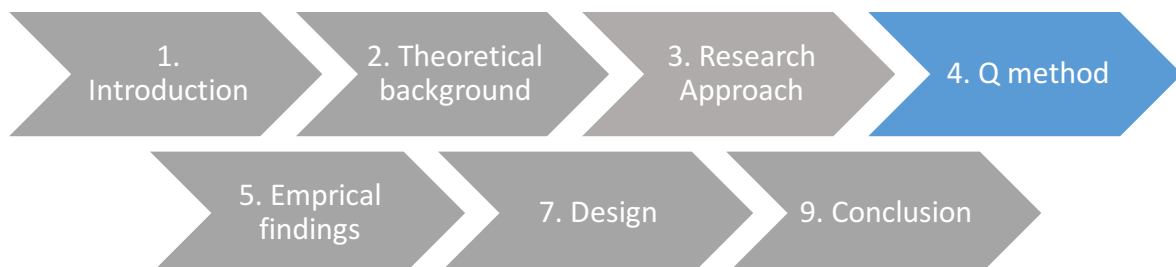 1.
Introduction
2. Theoretical
background
3. Research
Approach
4. Q method
5. Emprical
findings
7. Design
9. Conclusion